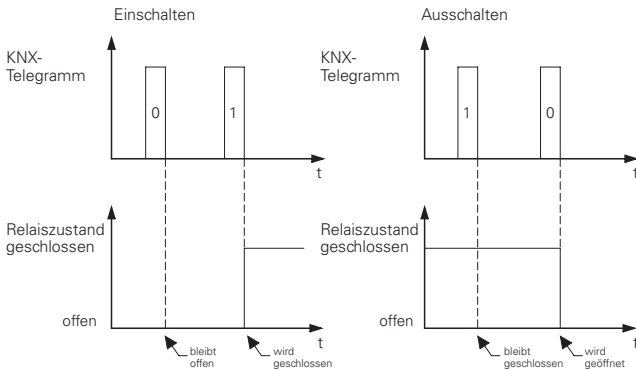 Einschalten
KNX-
Telegramm
0
1
t
Relaiszustand
geschlossen
offen
t
bleibt
offen
wird
geschlossen
Ausschalten
KNX-
Telegramm
1
0
t
Relaiszustand
geschlossen
offen
t
bleibt
geschlossen
wird
geöffnet